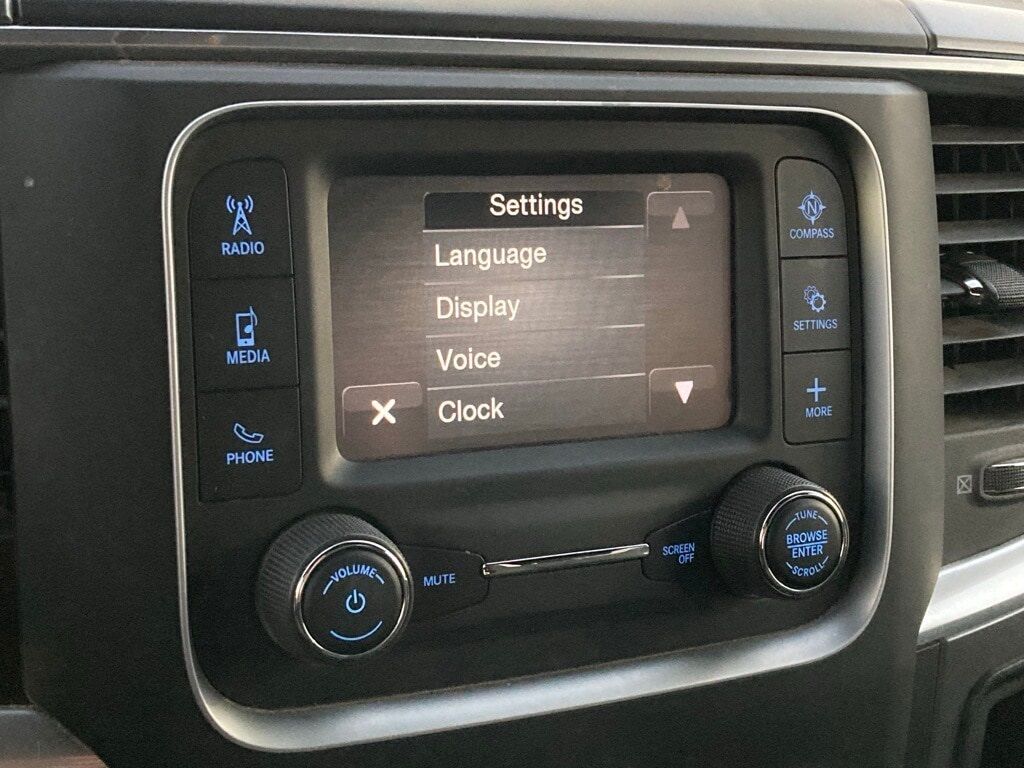 RADIO
MEDIA
PHONE
Settings
Language
Display
Voice
Clock
N
COMPASS
SETTINGS
MORE
VOLUME
MUTE
SCREEN
OFF
TUNE
BROWSE
ENTER
SCROLL